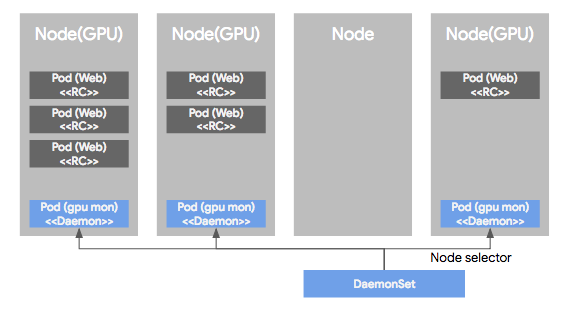 Node(GPU)
Pod (Web)
<<RC>>
Pod (Web)
<<RC>>
Pod (Web)
<<RC>>
Pod (gpu mon)
<<Daemon>>
Node(GPU)
Pod (Web)
<<RC>>
Pod (Web)
<<RC>>
Pod (gpu mon)
<<Daemon>>
Node
Node(GPU)
Pod (Web)
<<RC>>
Pod (gpu mon)
<<Daemon>>
Node selector
DaemonSet